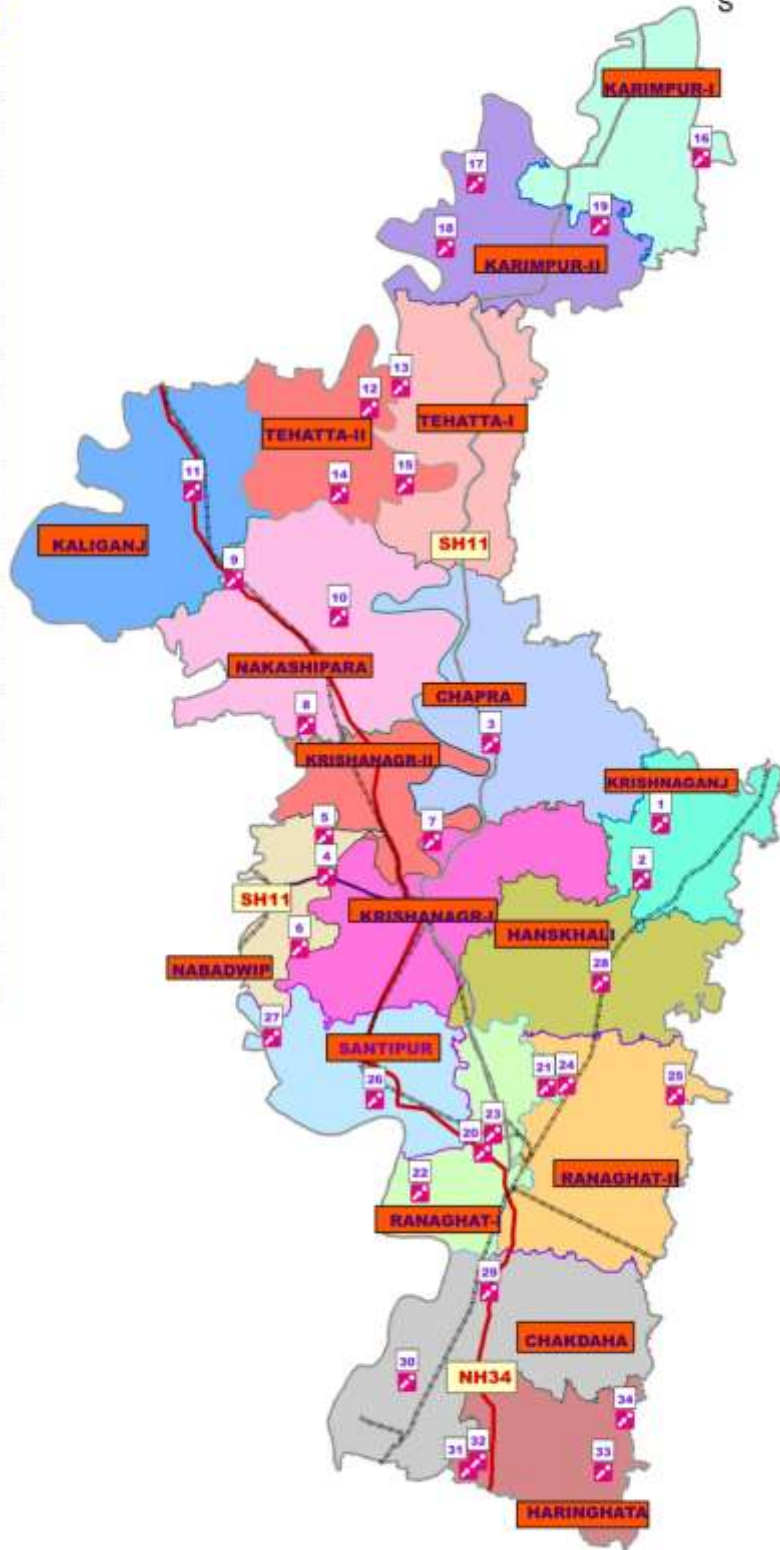 S
KARIMPUR-I
16
17
19
18
KARIMPUR-II
13
12
TEHATTA-I
TEHATTA-II
11
14
15
KALIGANJ
SH11
9
10
NAKASHIPARA
CHAPRA
8
3
KRISHANAGR-II
KRISHNAGANJ
1
5
7
4
2
SH11
KRISHANAGR-I
HANSKHALI
6
NABADWIP
28
27
SANTIPUR
21
24
25
26
23
20
22
RANAGHAT-II
RANAGHAT-I
29
CHAKDAHA
30
NH34
34
31
32
33
HARINGHATA